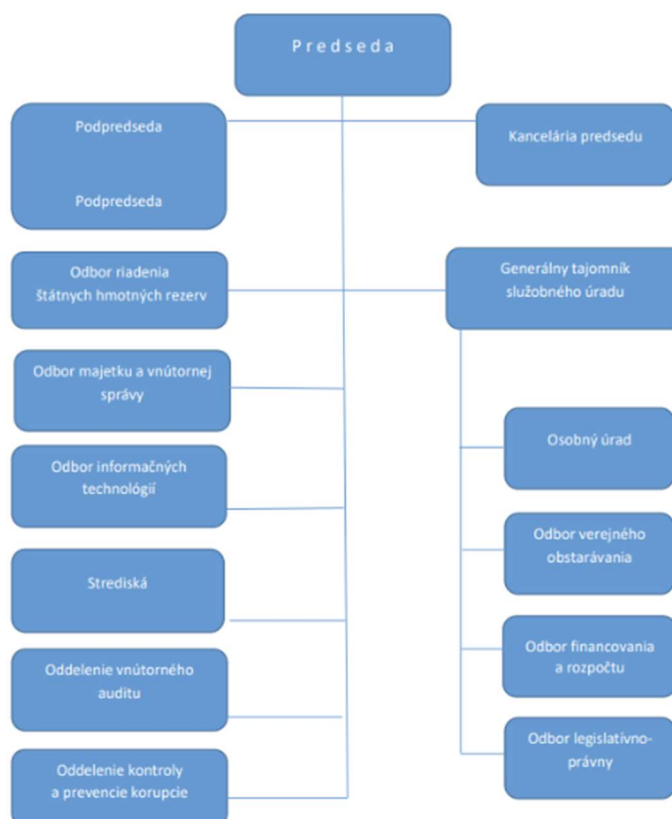 Predseda
Podpredseda
Podpredseda
Kancelária predsedu
Odbor riadenia
štátnych hmotných rezerv
Generálny tajomník
služobného úradu
Odbor majetku a vnútornej
správy
Odbor informačných
technológií
Strediská
Oddelenie vnútorného
auditu
Oddelenie kontroly
a prevencie korupcie
Osobný úrad
Odbor verejného
obstarávania
Odbor financovania
a rozpočtu
Odbor legislatívno-
právny